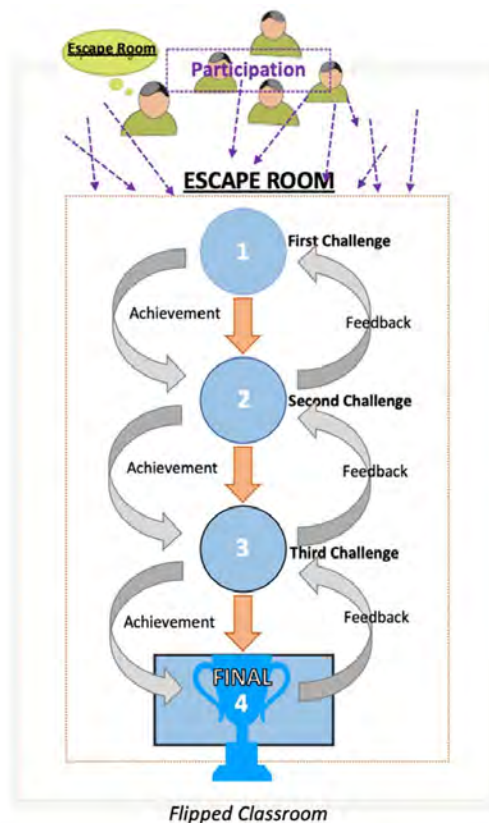 Escape Room
Participation
ESCAPE ROOM
1
First Challenge
Achievement
Feedback
2
Second Challenge
Achievement
Feedback
3
Third Challenge
Achievement
Feedback
FINAL
4
Flipped Classroom